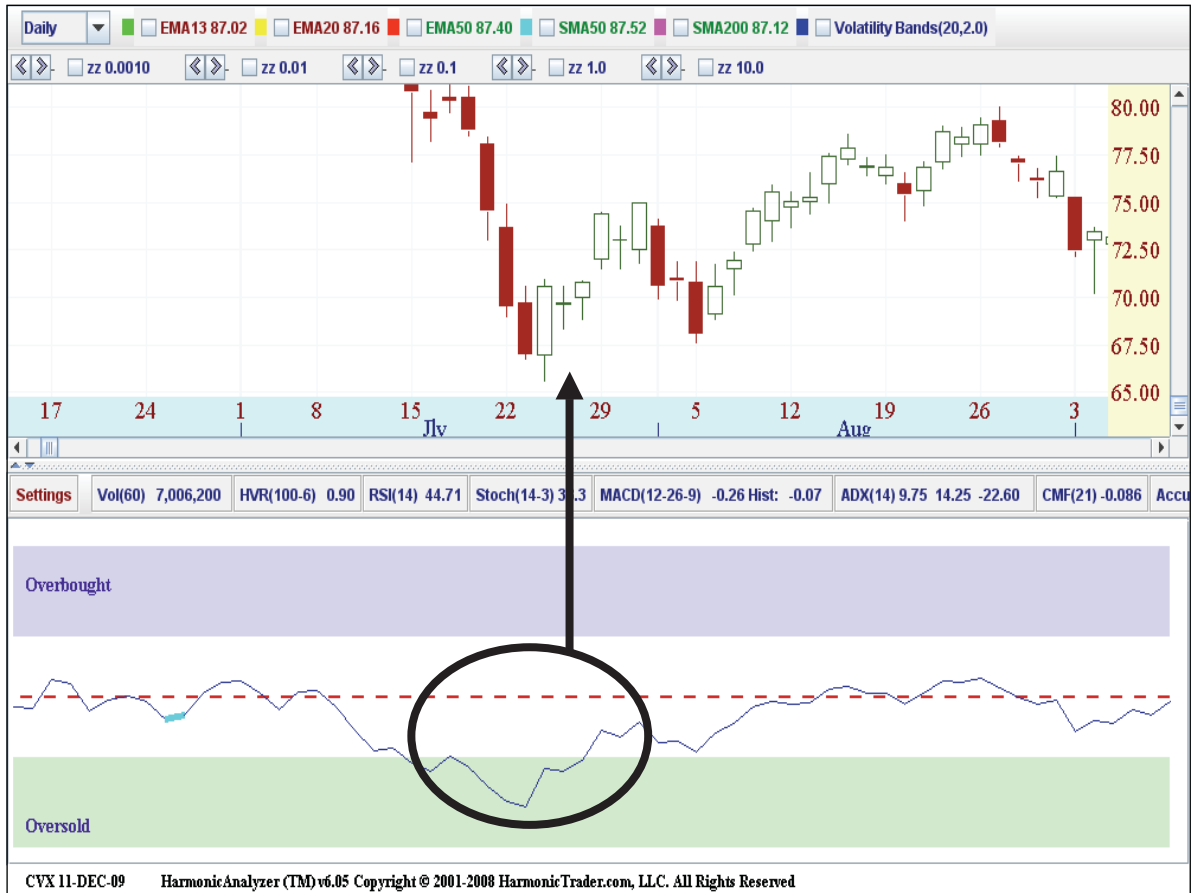 Daily EMA13 87.02 EMA20 87.16 EMA50 87.40 SMA50 87.52 SMA200 87.12 Volatility Bands(20,2.0)
zz 0.0010 zz 0.01 zz 0.1 zz 1.0 zz 10.0
80.00
77.50
75.00
72.50
70.00
67.50
65.00
17 24 1 8 15 22 29 5 12 19 26 3
Jly Aug
Settings Vol(60) 7,006,200 HVR(100-6) 0.90 RSI(14) 44.71 Stoch(14-3) MACD(12-26-9) -0.26 Hist: -0.07 ADX(14) 9.75 14.25 -22.60 CMF(21) -0.086 Accu
Overbought
Oversold
CVX 11-DEC-09 HarmonicAnalyzer (TM) v6.05 Copyright © 2001-2008 HarmonicTrader.com, LLC. All Rights Reserved